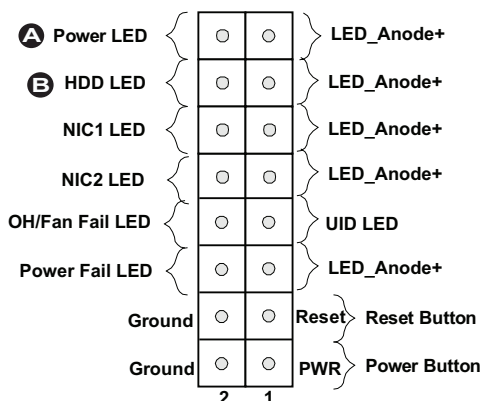 A Power LED LED_Anode+
B HDD LED LED_Anode+
NIC1 LED LED_Anode+
NIC2 LED LED_Anode+
OH/Fan Fail LED UID LED
Power Fail LED LED_Anode+
Ground Reset Reset Button
Ground PWR Power Button
2 1